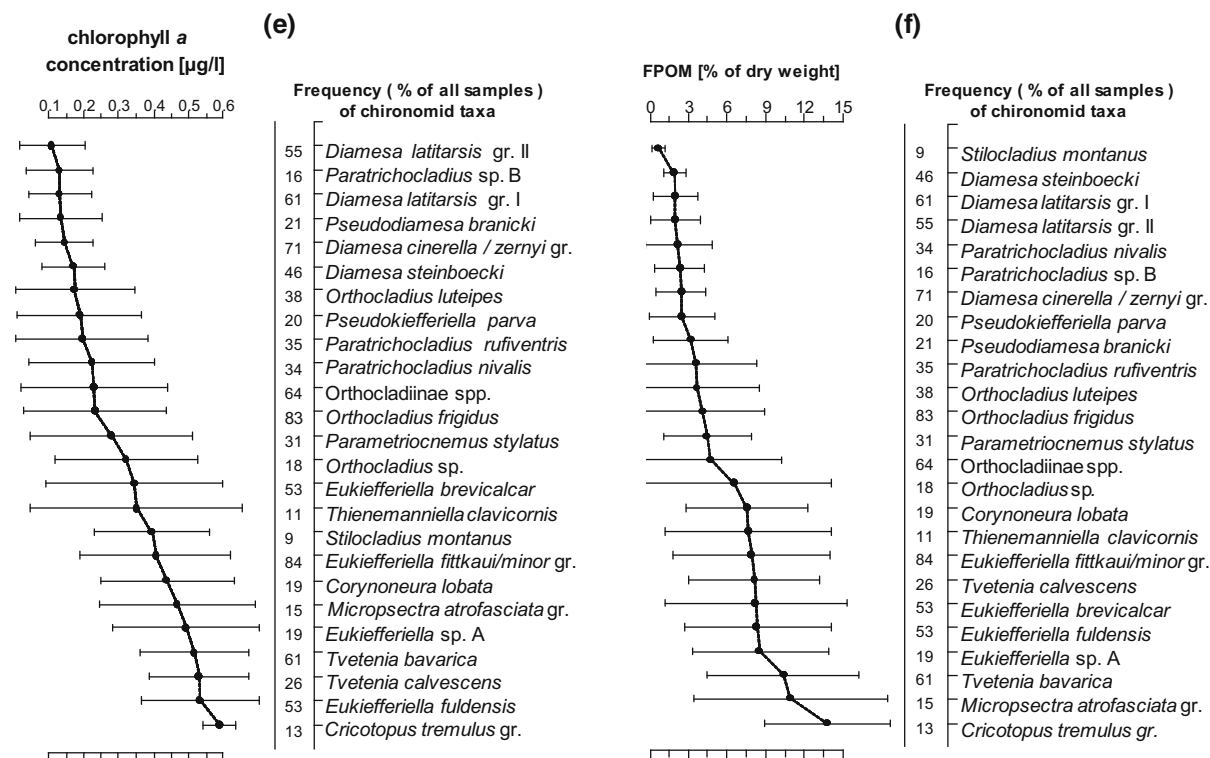 (e)
chlorophyll a
concentration [µg/l]
0,1 0,2 0,3 0,4 0,5 0,6
Frequency ( % of all samples )
of chironomid taxa
55 Diamesa latitarsis gr. II
16 Paratrichocladius sp. B
61 Diamesa latitarsis gr. I
21 Pseudodiamesa branicki
71 Diamesa cinerella / zernyi gr.
46 Diamesa steinboecki
38 Orthocladius luteipes
20 Pseudokiefferiella parva
35 Paratrichocladius rufiventris
34 Paratrichocladius nivalis
64 Orthocladiinae spp.
83 Orthocladius frigidus
31 Parametriocnemus stylatus
18 Orthocladius sp.
53 Eukiefferiella brevicalcar
11 Thienemanniella clavicornis
9 Stilocladius montanus
84 Eukiefferiella fittkaui/minor gr.
19 Corynoneura lobata
15 Micropsectra atrofasciata gr.
19 Eukiefferiella sp. A
61 Tvetenia bavarica
26 Tvetenia calvescens
53 Eukiefferiella fuldensis
13 Cricotopus tremulus gr.
(f)
FPOM [% of dry weight]
0 3 6 9 12 15
Frequency ( % of all samples )
of chironomid taxa
9 Stilocladius montanus
46 Diamesa steinboecki
61 Diamesa latitarsis gr. I
55 Diamesa latitarsis gr. II
34 Paratrichocladius nivalis
16 Paratrichocladius sp. B
71 Diamesa cinerella / zernyi gr.
20 Pseudokiefferiella parva
21 Pseudodiamesa branicki
35 Paratrichocladius rufiventris
38 Orthocladius luteipes
83 Orthocladius frigidus
31 Parametriocnemus stylatus
64 Orthocladiinae spp.
18 Orthocladius sp.
19 Corynoneura lobata
11 Thienemanniella clavicornis
84 Eukiefferiella fittkaui/minor gr.
26 Tvetenia calvescens
53 Eukiefferiella brevicalcar
53 Eukiefferiella fuldensis
19 Eukiefferiella sp. A
61 Tvetenia bavarica
15 Micropsectra atrofasciata gr.
13 Cricotopus tremulus gr.